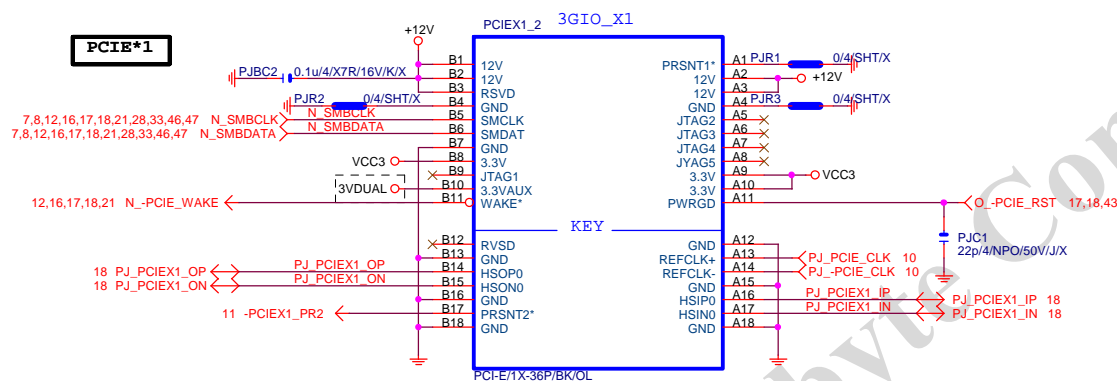 PCIE*1
PCIEX1_2
3GIO_X1
+12V
PJBC2
0.1u/4/X7R/16V/K/X
PJR2
0/4/SHT/X
7,8,12,16,17,18,21,28,33,46,47 N_SMBCLK
N_SMBCLK
7,8,12,16,17,18,21,28,33,46,47 N_SMBDATA
N_SMBDATA
VCC3
3VDUAL
12,16,17,18,21 N_-PCIE_WAKE
18 PJ_PCIEX1_OP
PJ_PCIEX1_OP
18 PJ_PCIEX1_ON
PJ_PCIEX1_ON
11 -PCIEX1_PR2
B1 12V
B2 12V
B3 RSVD
B4 GND
B5 SMCLK
B6 SMDAT
B7 GND
B8 3.3V
B9 JTAG1
B10 3.3VAUX
B11 WAKE*
KEY
B12 RVSD
B13 GND
B14 HSOP0
B15 HSON0
B16 GND
B17 PRSNT2*
B18 GND
PRSNT1* A1
12V A2
12V A3
GND A4
JTAG2 A5
JTAG3 A6
JTAG4 A7
JYAG5 A8
3.3V A9
3.3V A10
PWRGD A11
GND A12
REFCLK+ A13
REFCLK- A14
GND A15
HSIP0 A16
HSIN0 A17
GND A18
PJR1
0/4/SHT/X
+12V
PJR3
0/4/SHT/X
VCC3
O_-PCIE_RST 17,18,43
PJC1
22p/4/NPO/50V/J/X
PJ_PCIE_CLK 10
PJ_-PCIE_CLK 10
PJ_PCIEX1_IP
PJ_PCIEX1_IP 18
PJ_PCIEX1_IN
PJ_PCIEX1_IN 18
PCI-E/1X-36P/BK/OL